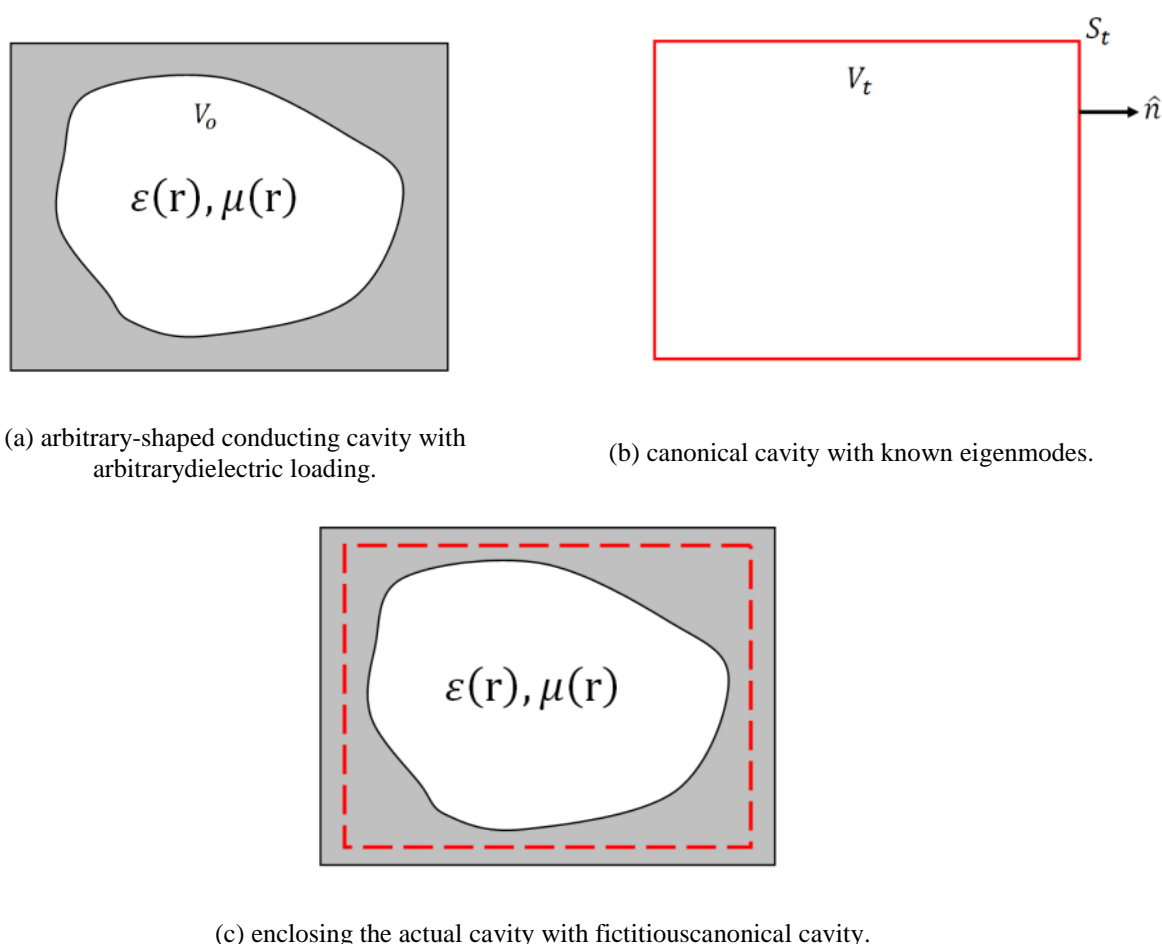 S_t
V_o
V_t
n̂
ε(r), μ(r)
(a) arbitrary-shaped conducting cavity with
arbitrarydielectric loading.
(b) canonical cavity with known eigenmodes.
ε(r), μ(r)
(c) enclosing the actual cavity with fictitiouscanonical cavity.